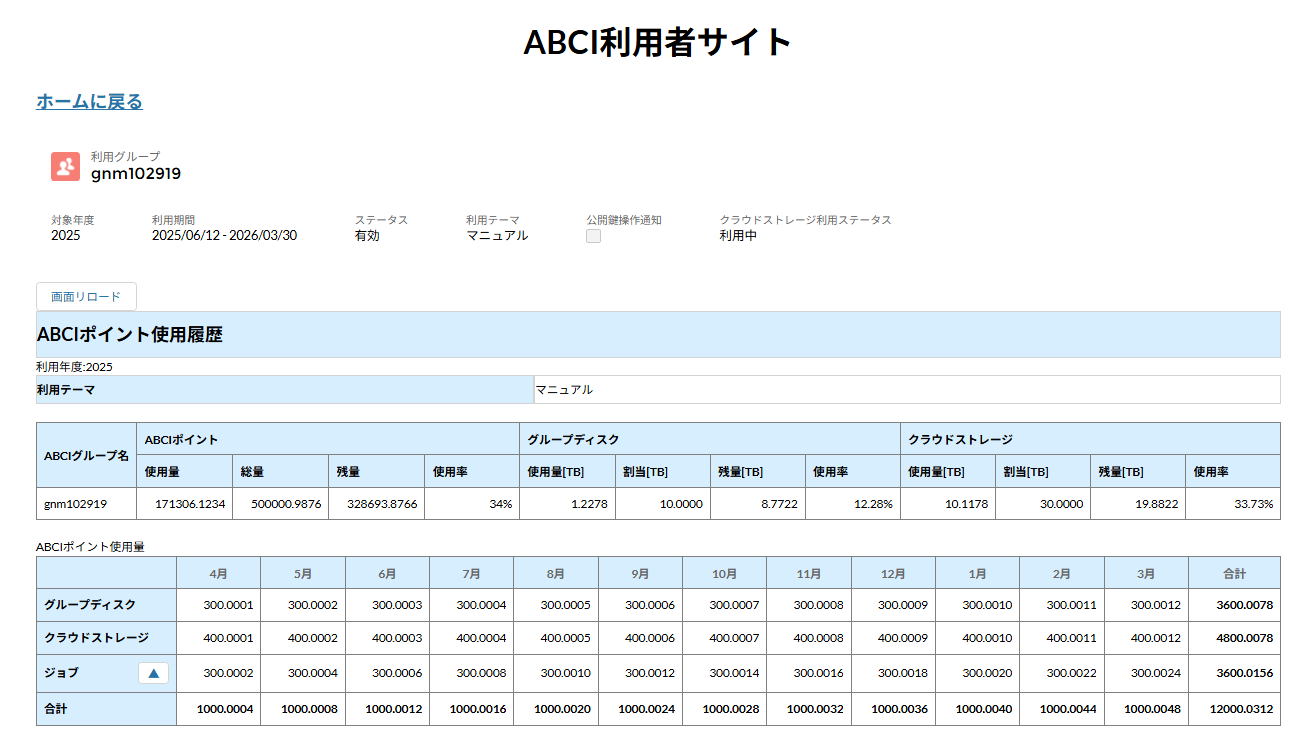 ABCI利用者サイト
ホームに戻る
利用グループ
gnm102919
対象年度 利用期間 ステータス 利用テーマ 公開鍵操作通知 クラウドストレージ利用ステータス
2025 2025/06/12 - 2026/03/30 有効 マニュアル 利用中
画面リロード
ABCIポイント使用履歴
利用年度:2025
利用テーマ マニュアル
ABCIグループ名 ABCIポイント グループディスク クラウドストレージ
使用量 総量 残量 使用率 使用量[TB] 割当[TB] 残量[TB] 使用率 使用量[TB] 割当[TB] 残量[TB] 使用率
gnm102919 171306.1234 500000.9876 328693.8766 34% 1.2278 10.0000 8.7722 12.28% 10.1178 30.0000 19.8822 33.73%
ABCIポイント使用量
4月 5月 6月 7月 8月 9月 10月 11月 12月 1月 2月 3月 合計
グループディスク 300.0001 300.0002 300.0003 300.0004 300.0005 300.0006 300.0007 300.0008 300.0009 300.0010 300.0011 300.0012 3600.0078
クラウドストレージ 400.0001 400.0002 400.0003 400.0004 400.0005 400.0006 400.0007 400.0008 400.0009 400.0010 400.0011 400.0012 4800.0078
ジョブ ▲ 300.0002 300.0004 300.0006 300.0008 300.0010 300.0012 300.0014 300.0016 300.0018 300.0020 300.0022 300.0024 3600.0156
合計 1000.0004 1000.0008 1000.0012 1000.0016 1000.0020 1000.0024 1000.0028 1000.0032 1000.0036 1000.0040 1000.0044 1000.0048 12000.0312